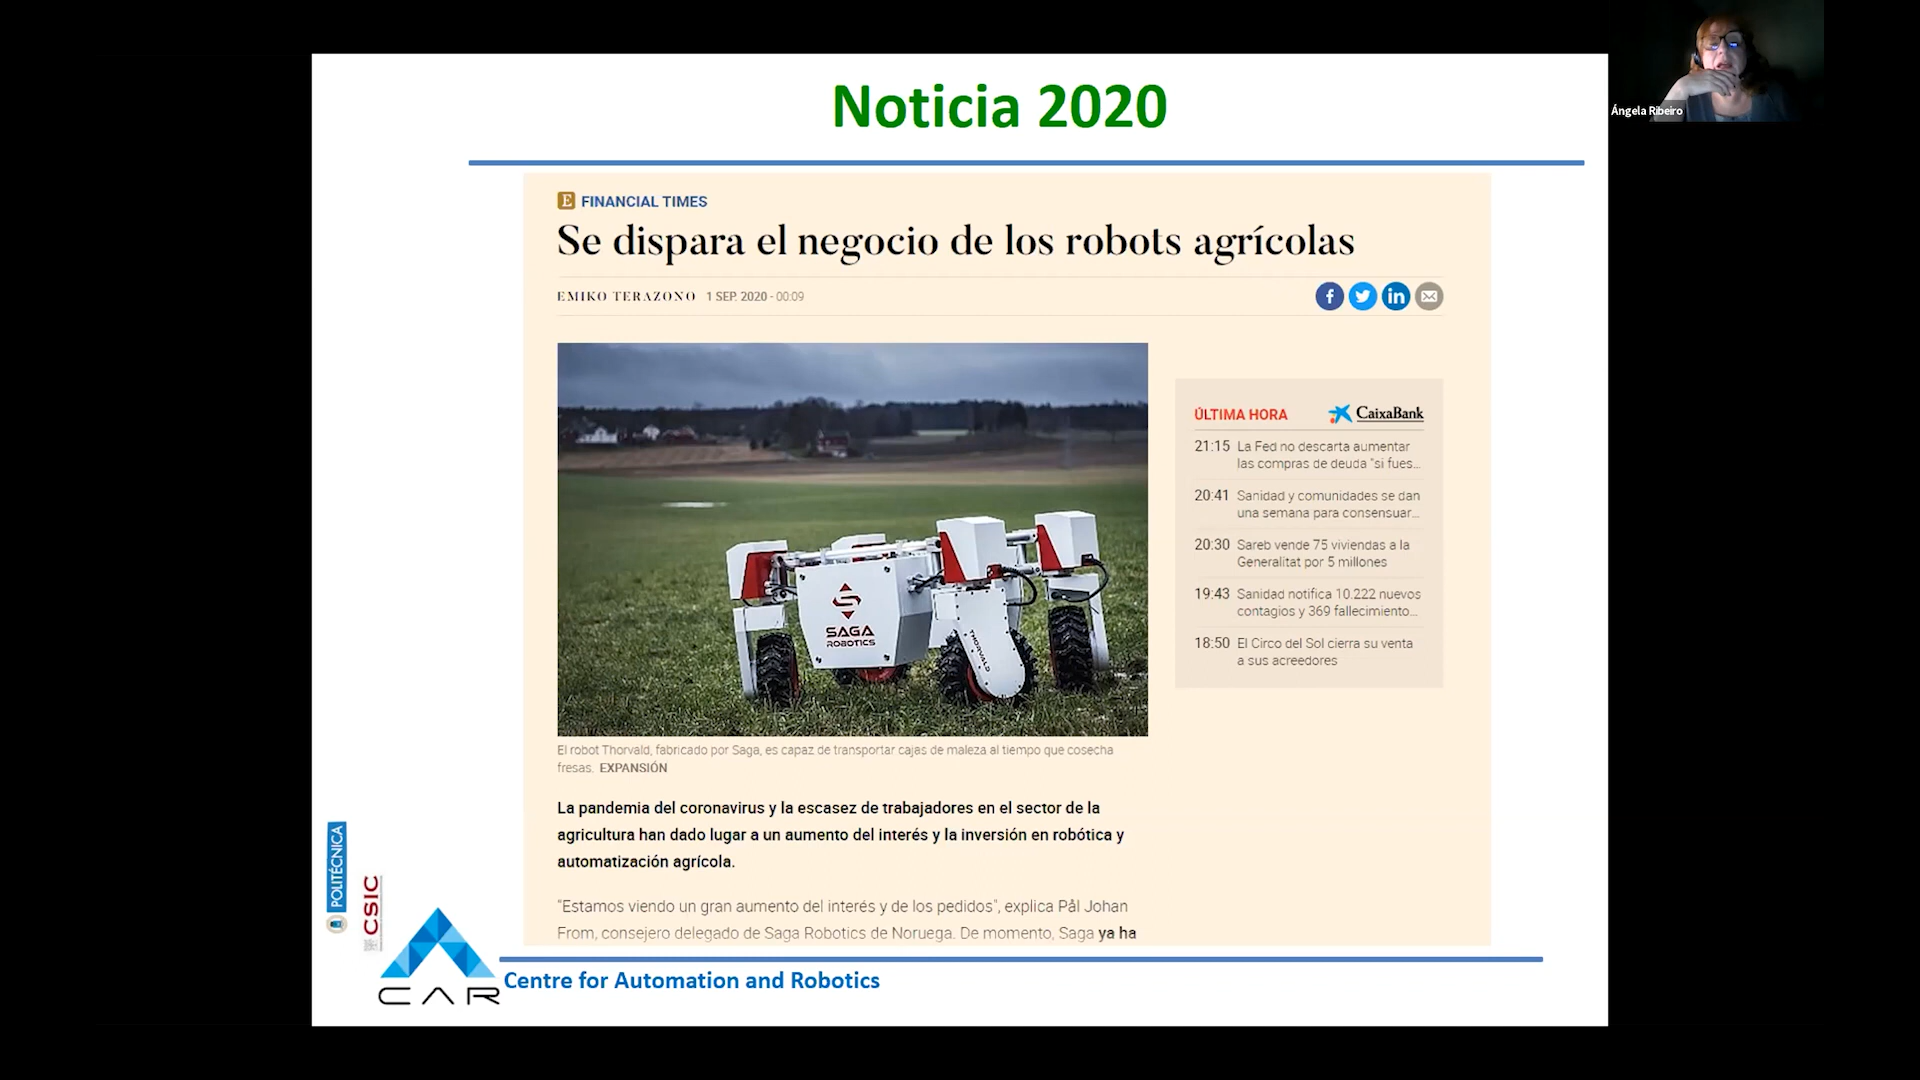 Noticia 2020
Ángela Ribeiro
E FINANCIAL TIMES
Se dispara el negocio de los robots agrícolas
EMIKO TERAZONO 1 SEP. 2020 - 00:09
SAGA
ROBOTICS
THORVALD
ÚLTIMA HORA CaixaBank
21:15 La Fed no descarta aumentar
las compras de deuda "si fues...
20:41 Sanidad y comunidades se dan
una semana para consensuar...
20:30 Sareb vende 75 viviendas a la
Generalitat por 5 millones
19:43 Sanidad notifica 10.222 nuevos
contagios y 369 fallecimiento...
18:50 El Circo del Sol cierra su venta
a sus acreedores
El robot Thorvald, fabricado por Saga, es capaz de transportar cajas de maleza al tiempo que cosecha
fresas. EXPANSIÓN
La pandemia del coronavirus y la escasez de trabajadores en el sector de la
agricultura han dado lugar a un aumento del interés y la inversión en robótica y
automatización agrícola.
"Estamos viendo un gran aumento del interés y de los pedidos", explica Pål Johan
From, consejero delegado de Saga Robotics de Noruega. De momento, Saga ya ha
POLITÉCNICA
CSIC
CAR
Centre for Automation and Robotics